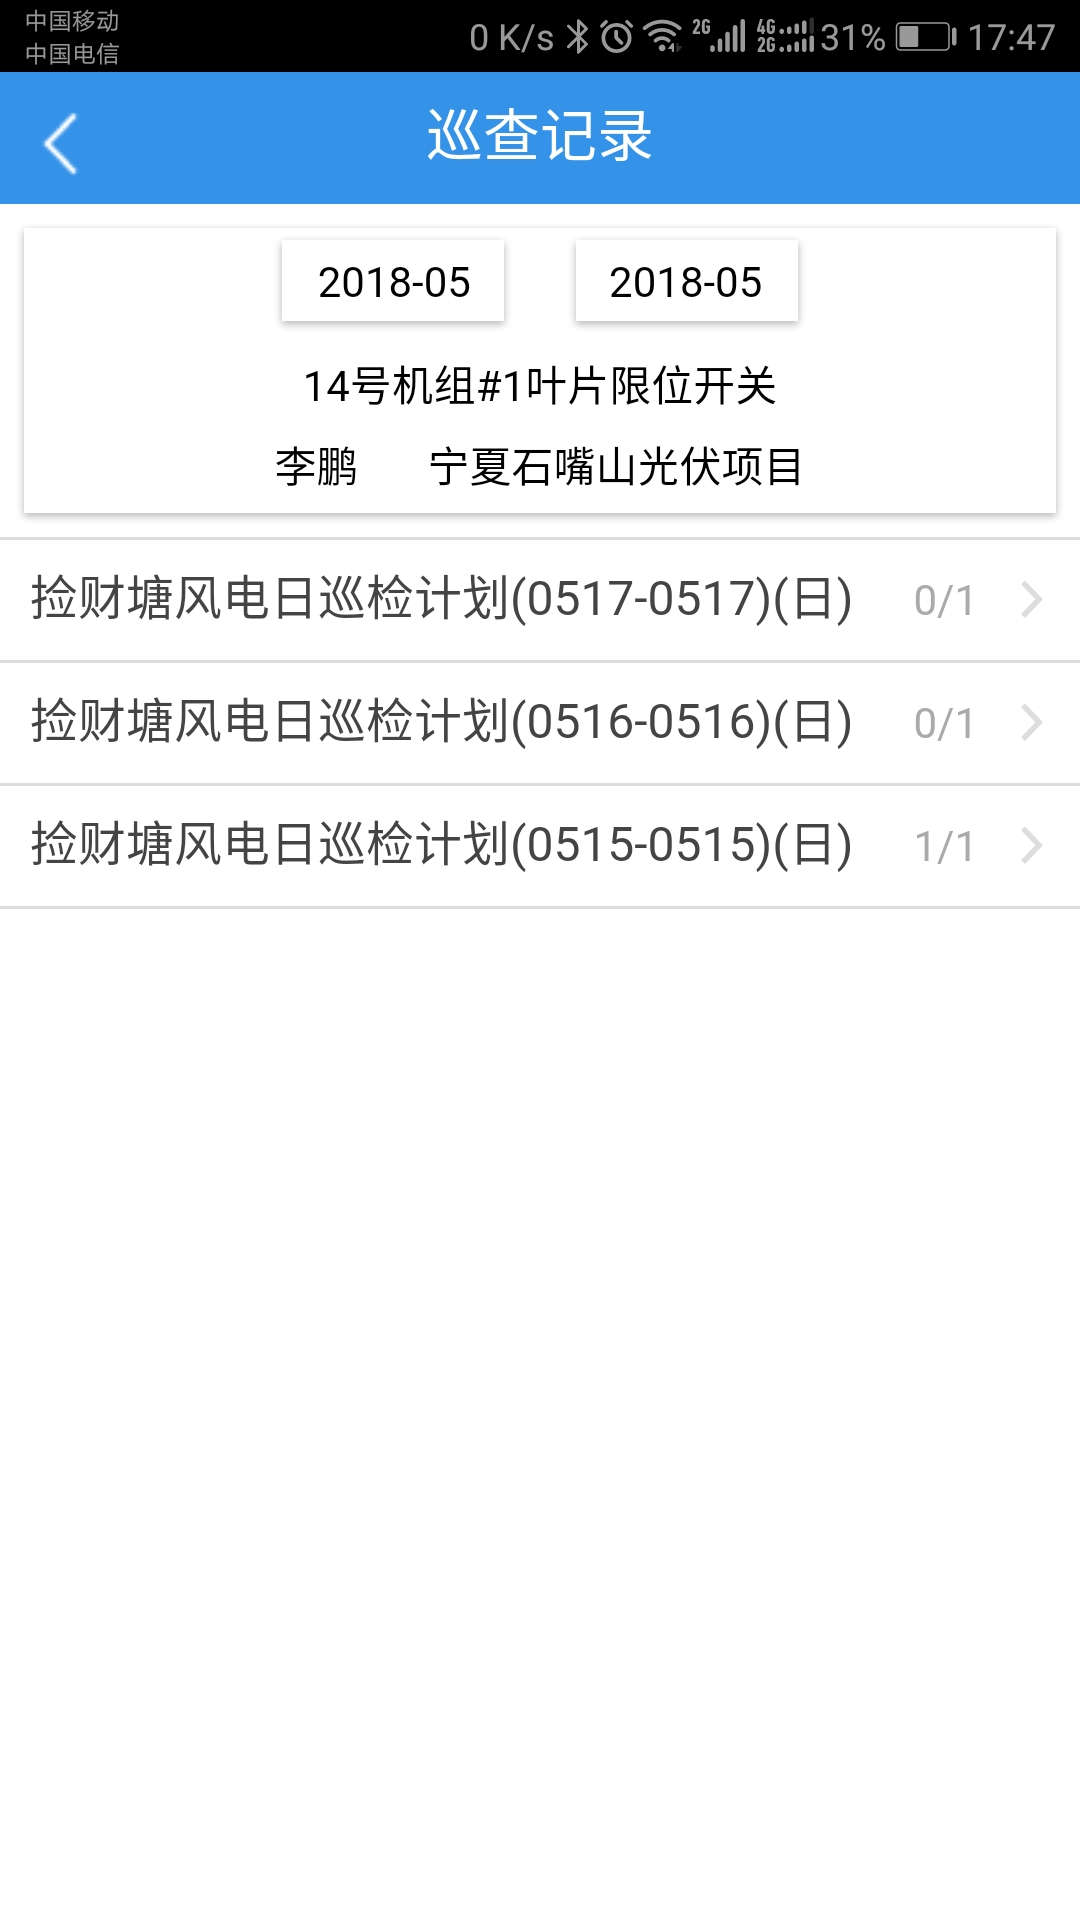 中国移动
中国电信
0 K/s 2G 4G 2G 31% 17:47
巡查记录
2018-05 2018-05
14号机组#1叶片限位开关
李鹏 宁夏石嘴山光伏项目
捡财塘风电日巡检计划(0517-0517)(日) 0/1
捡财塘风电日巡检计划(0516-0516)(日) 0/1
捡财塘风电日巡检计划(0515-0515)(日) 1/1